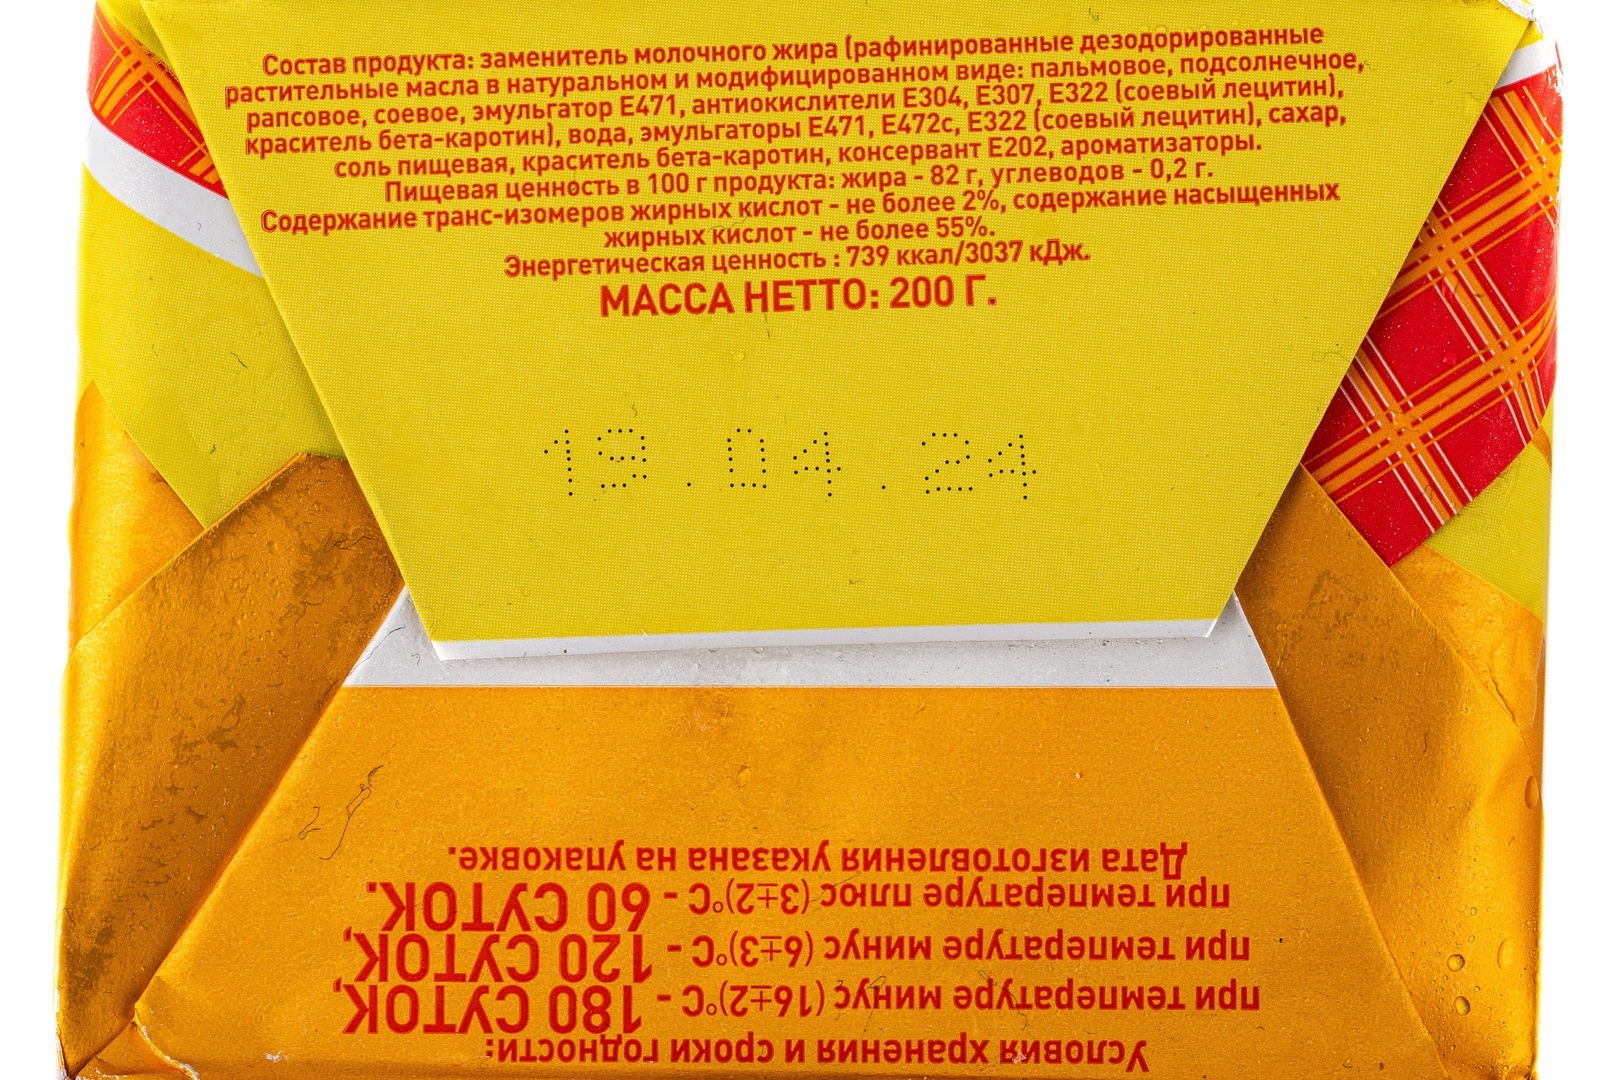 Состав продукта: заменитель молочного жира (рафинированные дезодорированные
растительные масла в натуральном и модифицированном виде: пальмовое, подсолнечное,
рапсовое, соевое, эмульгатор Е471, антиокислители Е304, Е307, Е322 (соевый лецитин),
краситель бета-каротин), вода, эмульгаторы Е471, Е472с, Е322 (соевый лецитин), сахар,
соль пищевая, краситель бета-каротин, консервант Е202, ароматизаторы.
Пищевая ценность в 100 г продукта: жира - 82 г, углеводов - 0,2 г.
Содержание транс-изомеров жирных кислот - не более 2%, содержание насыщенных
жирных кислот - не более 55%.
Энергетическая ценность : 739 ккал/3037 кДж.
МАССА НЕТТО: 200 Г.
19.04.24
Условия хранения и сроки годности:
при температуре минус (16±2)°С - 180 СУТОК,
при температуре минус (6±3)°С - 120 СУТОК,
при температуре плюс (3±2)°С - 60 СУТОК.
Дата изготовления указана на упаковке.